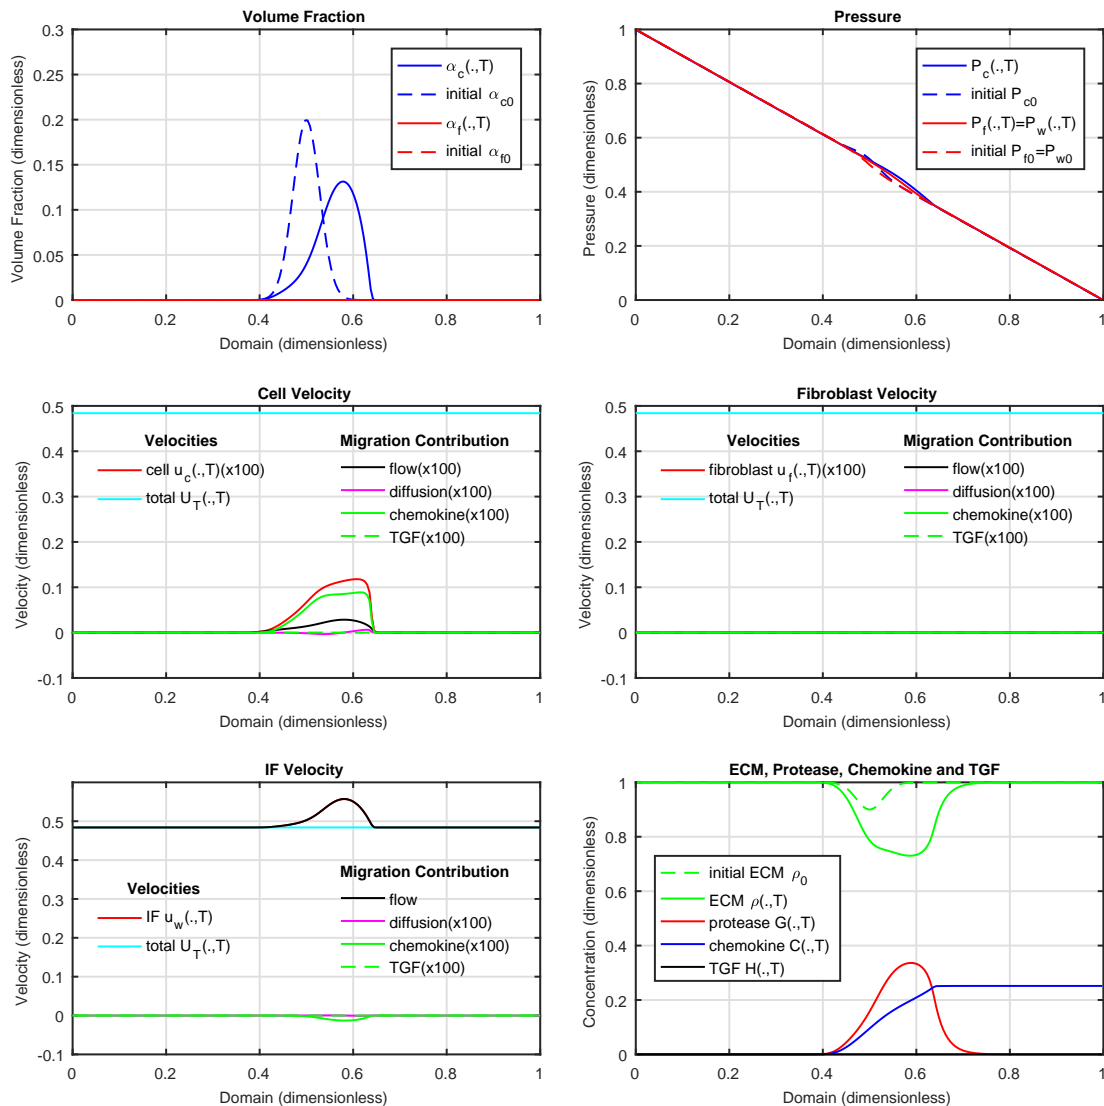 Volume Fraction
Volume Fraction (dimensionless)
0.3
0.25
0.2
0.15
0.1
0.05
0
α_c(.,T)
initial α_c0
α_f(.,T)
initial α_f0
0 0.2 0.4 0.6 0.8 1
Domain (dimensionless)
Pressure
Pressure (dimensionless)
1
0.8
0.6
0.4
0.2
0
P_c(.,T)
initial P_c0
P_f(.,T)=P_w(.,T)
initial P_f0=P_w0
0 0.2 0.4 0.6 0.8 1
Domain (dimensionless)
Cell Velocity
Velocity (dimensionless)
0.5
0.4
0.3
0.2
0.1
0
-0.1
Velocities
cell u_c(.,T)(x100)
total U_T(.,T)
Migration Contribution
flow(x100)
diffusion(x100)
chemokine(x100)
TGF(x100)
0 0.2 0.4 0.6 0.8 1
Domain (dimensionless)
Fibroblast Velocity
Velocity (dimensionless)
0.5
0.4
0.3
0.2
0.1
0
-0.1
Velocities
fibroblast u_f(.,T)(x100)
total U_T(.,T)
Migration Contribution
flow(x100)
diffusion(x100)
chemokine(x100)
TGF(x100)
0 0.2 0.4 0.6 0.8 1
Domain (dimensionless)
IF Velocity
Velocity (dimensionless)
0.5
0.4
0.3
0.2
0.1
0
-0.1
Velocities
IF u_w(.,T)
total U_T(.,T)
Migration Contribution
flow
diffusion(x100)
chemokine(x100)
TGF(x100)
0 0.2 0.4 0.6 0.8 1
Domain (dimensionless)
ECM, Protease, Chemokine and TGF
Concentration (dimensionless)
1
0.8
0.6
0.4
0.2
0
initial ECM ρ_0
ECM ρ(.,T)
protease G(.,T)
chemokine C(.,T)
TGF H(.,T)
0 0.2 0.4 0.6 0.8 1
Domain (dimensionless)